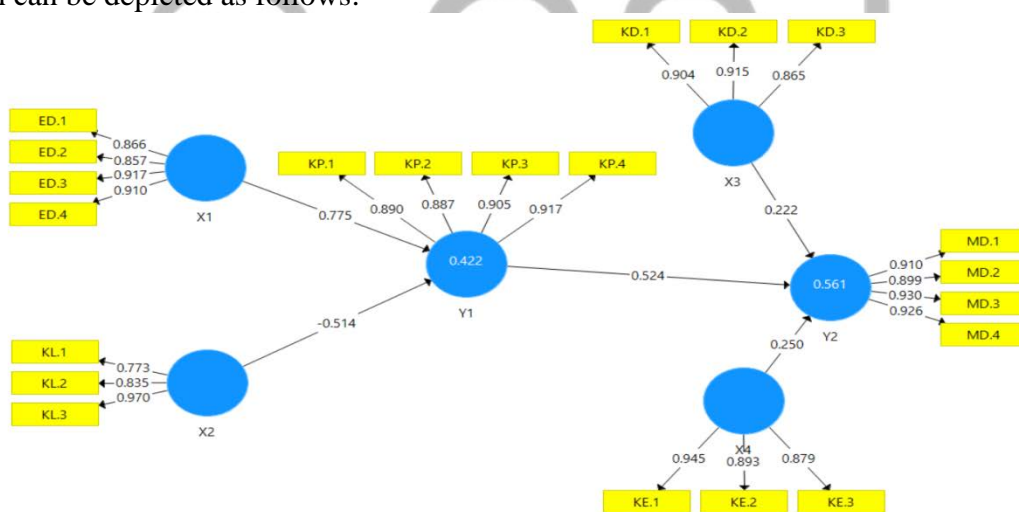 can be depicted as follows:
KD.1 KD.2 KD.3
0.904 0.915 0.865
X3
0.222
ED.1
ED.2
ED.3
ED.4
0.866
0.857
0.917
0.910
X1
0.775
KP.1 KP.2 KP.3 KP.4
0.890 0.887 0.905 0.917
0.422
Y1
0.524
-0.514
KL.1
KL.2
KL.3
0.773
0.835
0.970
X2
0.561
Y2
0.910
0.899
0.930
0.926
MD.1
MD.2
MD.3
MD.4
0.250
X4
0.945 0.893 0.879
KE.1 KE.2 KE.3